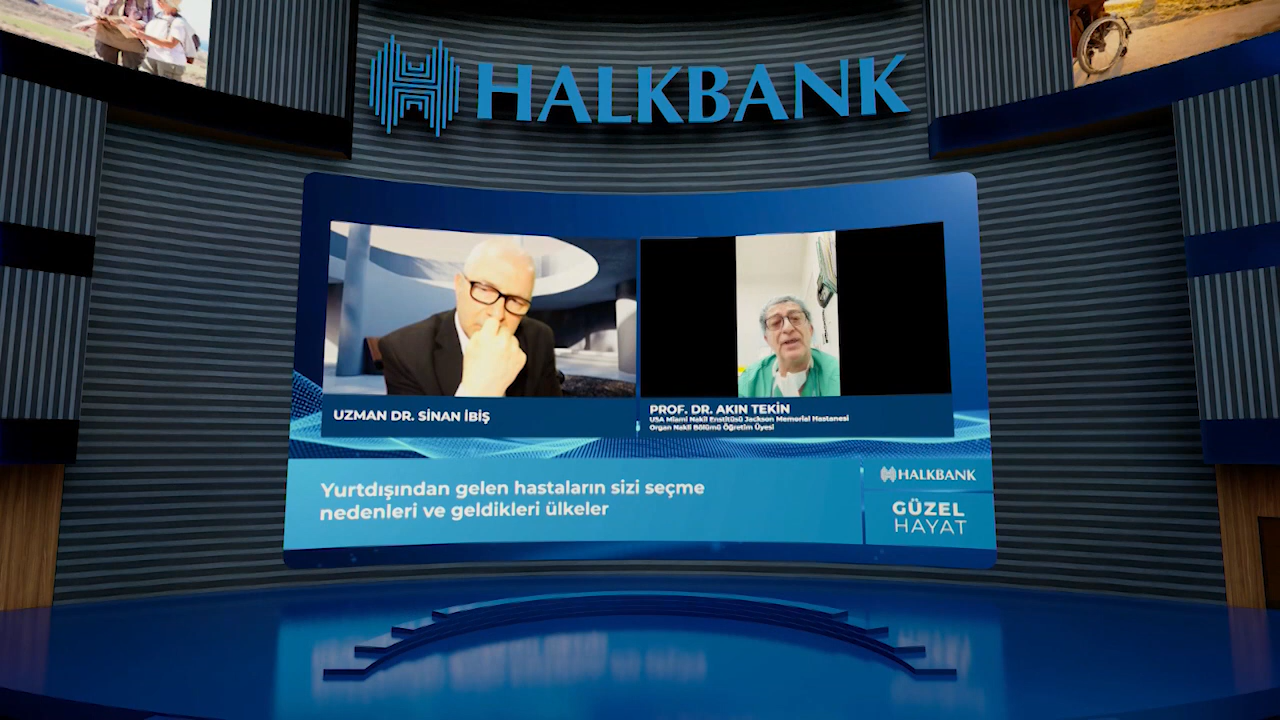 HALKBANK
UZMAN DR. SİNAN İBİŞ
PROF. DR. AKIN TEKİN
USA Miami Nakil Enstitüsü Jackson Memorial Hastanesi
Organ Nakli Bölümü Öğretim Üyesi
Yurtdışından gelen hastaların sizi seçme
nedenleri ve geldikleri ülkeler
HALKBANK
GÜZEL
HAYAT